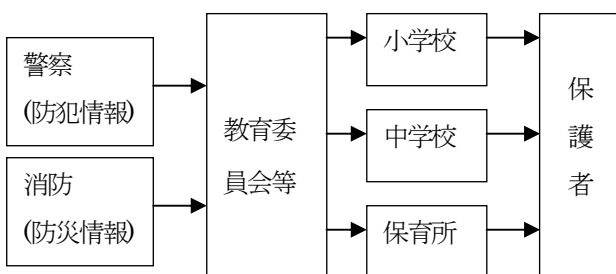 警察
(防犯情報)
消防
(防災情報)
教育委
員会等
小学校
中学校
保育所
保
護
者